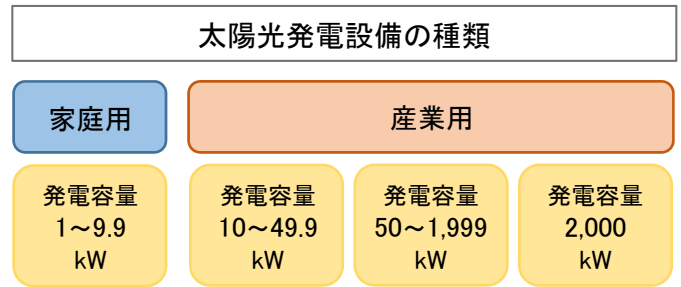 太陽光発電設備の種類
家庭用
産業用
発電容量
1～9.9
kW
発電容量
10～49.9
kW
発電容量
50～1,999
kW
発電容量
2,000
kW